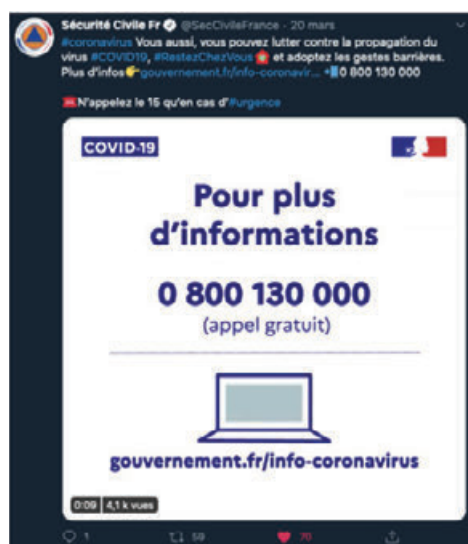 Sécurité Civile Fr @SecCivileFrance · 20 mars
#coronavirus Vous aussi, vous pouvez lutter contre la propagation du
virus #COVID19, #RestezChezVous 🏠 et adoptez les gestes barrières.
Plus d'infos👉gouvernement.fr/info-coronavir... 📲0 800 130 000
☎️N'appelez le 15 qu'en cas d'#urgence
COVID-19
Pour plus
d'informations
0 800 130 000
(appel gratuit)
gouvernement.fr/info-coronavirus
0:09 4,1 k vues
1 59 70